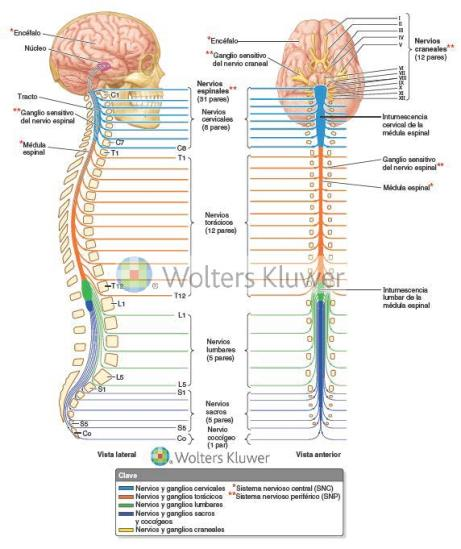 *Encéfalo
Núcleo
Tracto
**Ganglio sensitivo
del nervio espinal
*Médula
espinal
C1
C7
T1
T12
L1
L5
S1
S5
Co
Nervios
espinales**
(31 pares)
Nervios
cervicales
(8 pares)
C8
T1
Nervios
torácicos
(12 pares)
T12
L1
Nervios
lumbares
(5 pares)
L5
S1
Nervios
sacros
(5 pares)
S5
Nervio
coccígeo
(1 par)
Co
Vista lateral
*Encéfalo
**Ganglio sensitivo
del nervio craneal
I
II
III
IV
V
VI
VII
VIII
IX
X
XI
XII
Nervios
craneales**
(12 pares)
Intumescencia
cervical de la
médula espinal
Ganglio sensitivo
del nervio espinal**
Médula espinal*
Intumescencia
lumbar de la
médula espinal
Vista anterior
Wolters Kluwer
®
Wolters Kluwer
Clave
Nervios y ganglios cervicales
Nervios y ganglios torácicos
Nervios y ganglios lumbares
Nervios y ganglios sacros
y coccígeos
Nervios y ganglios craneales
*Sistema nervioso central (SNC)
**Sistema nervioso periférico (SNP)